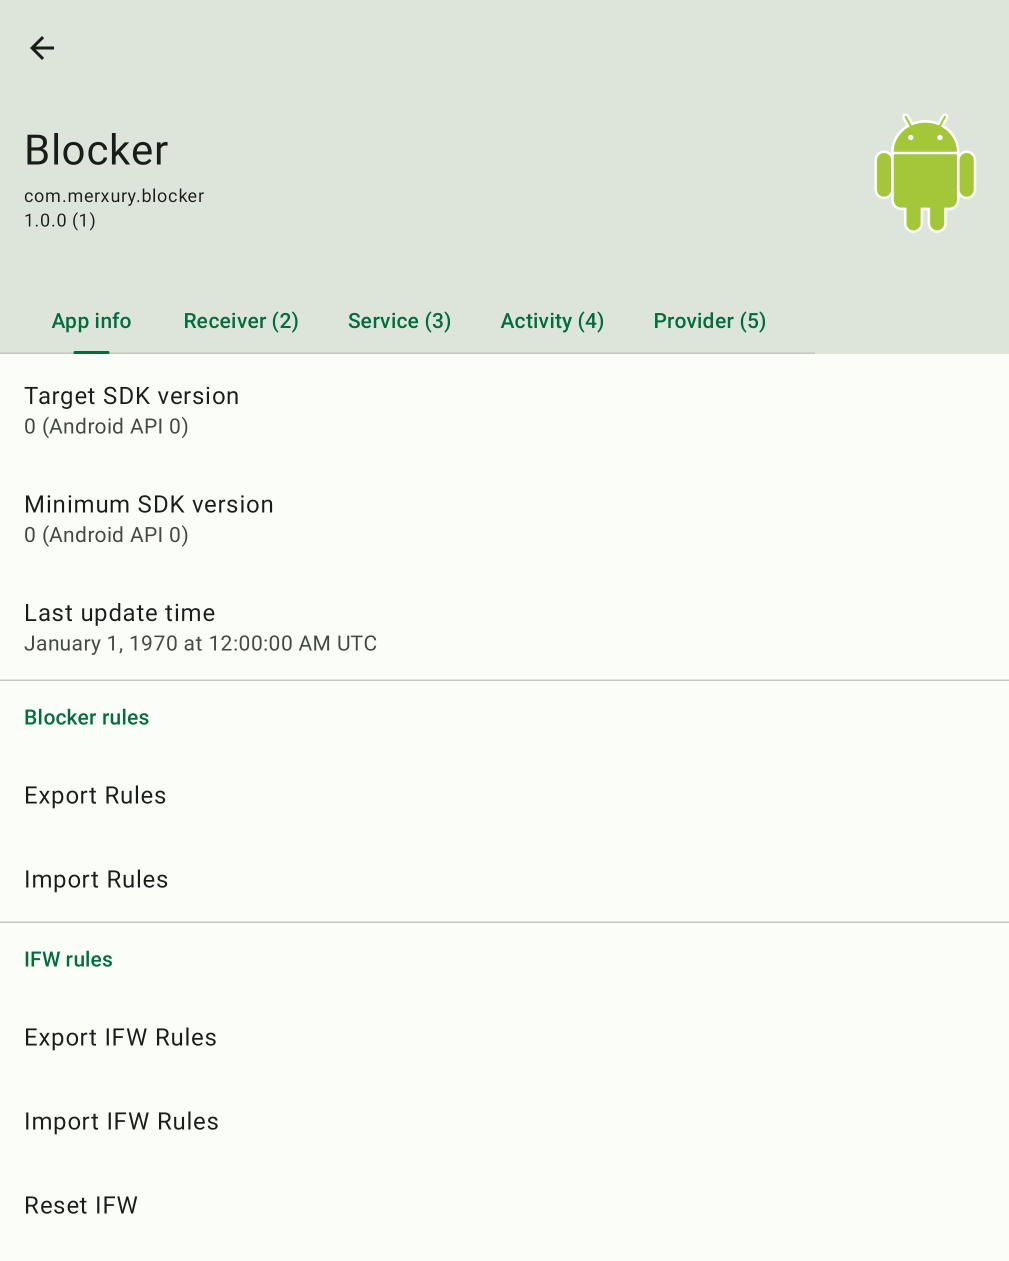 Blocker
com.merxury.blocker
1.0.0 (1)
App info Receiver (2) Service (3) Activity (4) Provider (5)
Target SDK version
0 (Android API 0)
Minimum SDK version
0 (Android API 0)
Last update time
January 1, 1970 at 12:00:00 AM UTC
Blocker rules
Export Rules
Import Rules
IFW rules
Export IFW Rules
Import IFW Rules
Reset IFW